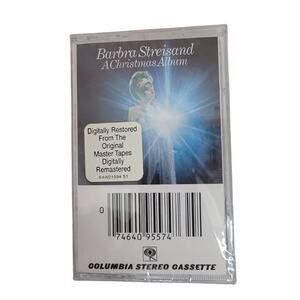 Barbra Streisand
A Christmas Album
Digitally Restored
From The
Original
Master Tapes
Digitally
Remastered
0
74640 95574
COLUMBIA STEREO CASSETTE